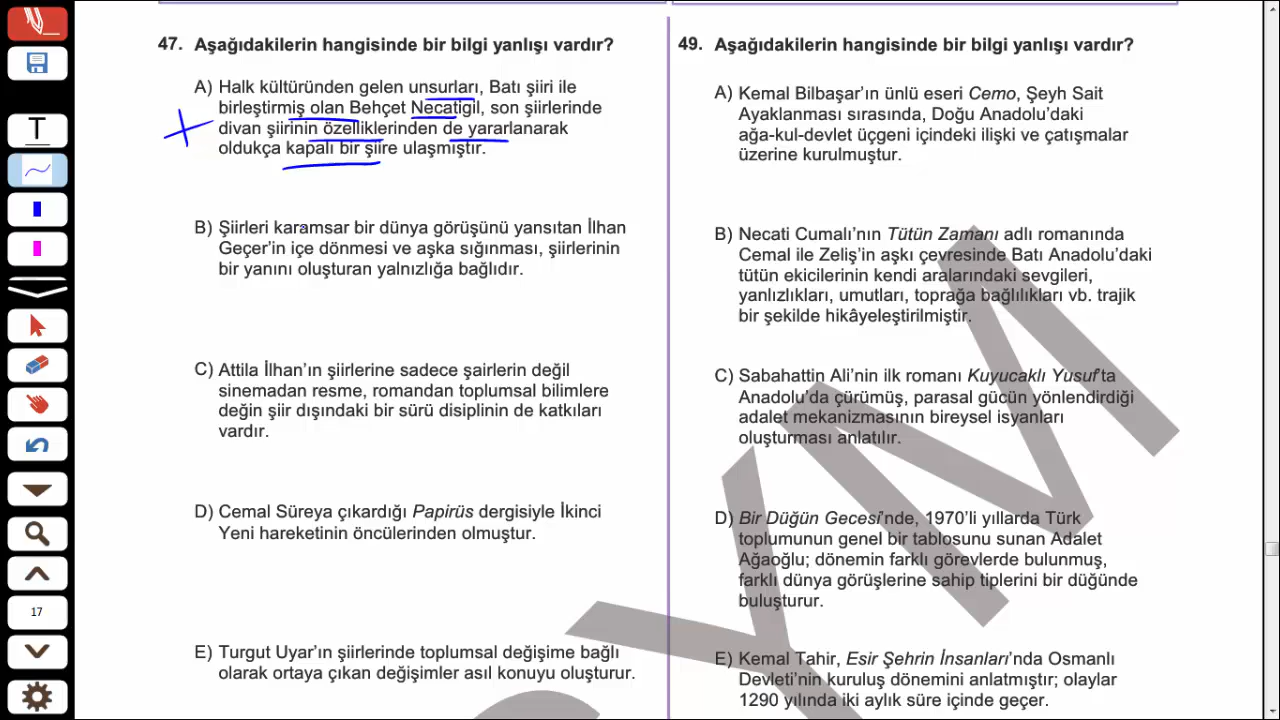 47. Aşağıdakilerin hangisinde bir bilgi yanlışı vardır?
A) Halk kültüründen gelen unsurları, Batı şiiri ile
birleştirmiş olan Behçet Necatigil, son şiirlerinde
divan şiirinin özelliklerinden de yararlanarak
oldukça kapalı bir şiire ulaşmıştır.
B) Şiirleri karamsar bir dünya görüşünü yansıtan İlhan
Geçer'in içe dönmesi ve aşka sığınması, şiirlerinin
bir yanını oluşturan yalnızlığa bağlıdır.
C) Attila İlhan'ın şiirlerine sadece şairlerin değil
sinemadan resme, romandan toplumsal bilimlere
değin şiir dışındaki bir sürü disiplinin de katkıları
vardır.
D) Cemal Süreya çıkardığı Papirüs dergisiyle İkinci
Yeni hareketinin öncülerinden olmuştur.
E) Turgut Uyar'ın şiirlerinde toplumsal değişime bağlı
olarak ortaya çıkan değişimler asıl konuyu oluşturur.
49. Aşağıdakilerin hangisinde bir bilgi yanlışı vardır?
A) Kemal Bilbaşar'ın ünlü eseri Cemo, Şeyh Sait
Ayaklanması sırasında, Doğu Anadolu'daki
ağa-kul-devlet üçgeni içindeki ilişki ve çatışmalar
üzerine kurulmuştur.
B) Necati Cumalı'nın Tütün Zamanı adlı romanında
Cemal ile Zeliş'in aşkı çevresinde Batı Anadolu'daki
tütün ekicilerinin kendi aralarındaki sevgileri,
yanlızlıkları, umutları, toprağa bağlılıkları vb. trajik
bir şekilde hikâyeleştirilmiştir.
C) Sabahattin Ali'nin ilk romanı Kuyucaklı Yusuf'ta
Anadolu'da çürümüş, parasal gücün yönlendirdiği
adalet mekanizmasının bireysel isyanları
oluşturması anlatılır.
D) Bir Düğün Gecesi'nde, 1970'li yıllarda Türk
toplumunun genel bir tablosunu sunan Adalet
Ağaoğlu; dönemin farklı görevlerde bulunmuş,
farklı dünya görüşlerine sahip tiplerini bir düğünde
buluşturur.
E) Kemal Tahir, Esir Şehrin İnsanları'nda Osmanlı
Devleti'nin kuruluş dönemini anlatmıştır; olaylar
1290 yılında iki aylık süre içinde geçer.
T
17
YM